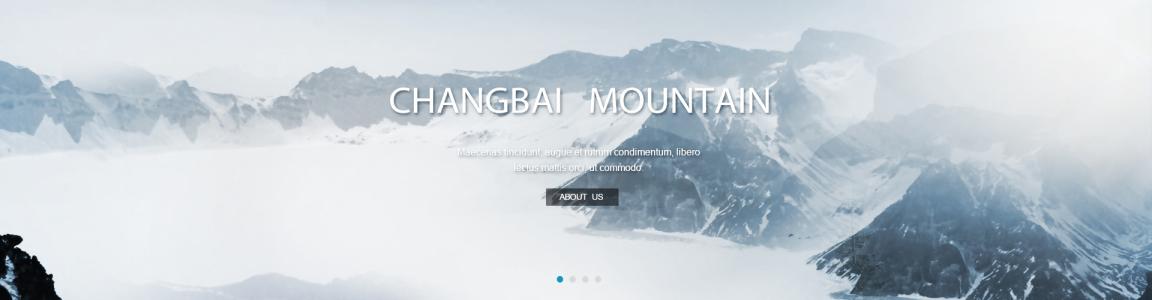 CHANGBAI MOUNTAIN
Maecenas tincidunt, augue et rutrum condimentum, libero
lectus mattis orci, ut commodo
ABOUT US